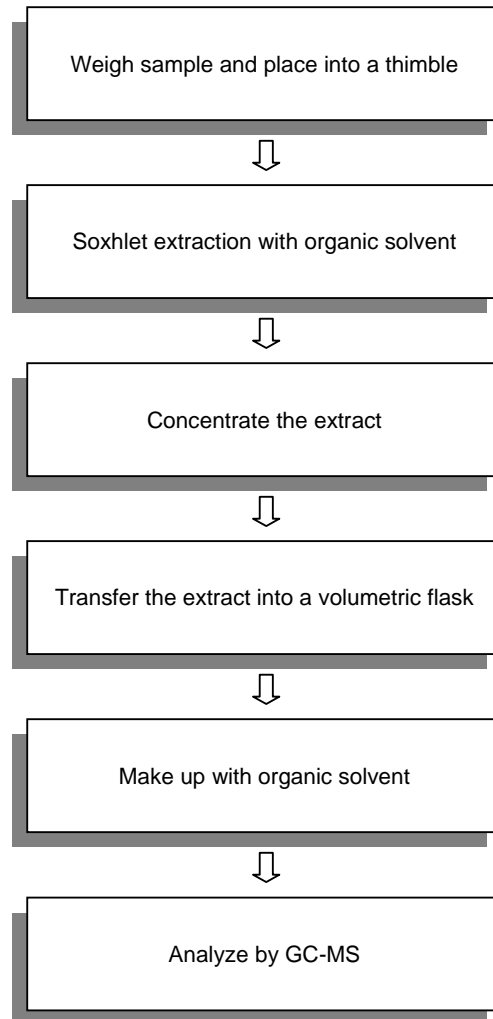 Weigh sample and place into a thimble
Soxhlet extraction with organic solvent
Concentrate the extract
Transfer the extract into a volumetric flask
Make up with organic solvent
Analyze by GC-MS